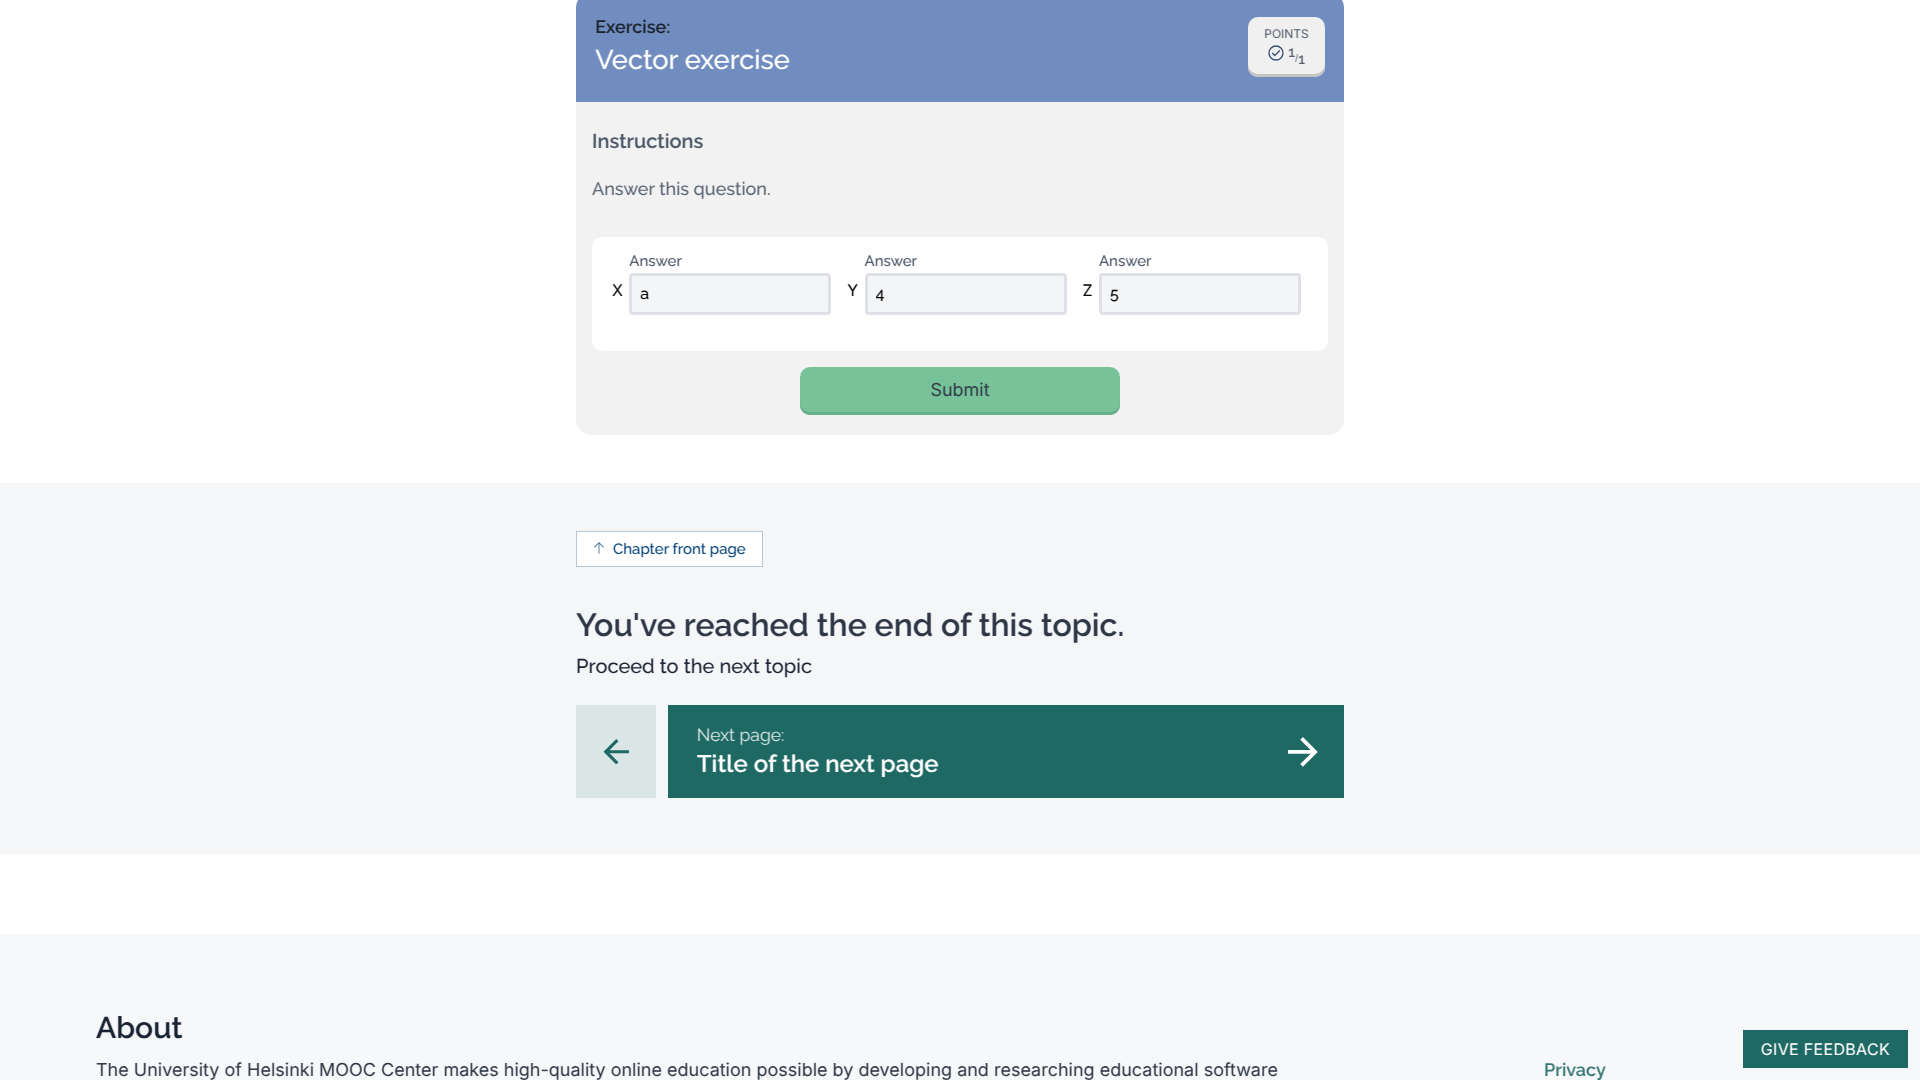 Exercise:
Vector exercise
POINTS
1/1
Instructions
Answer this question.
Answer Answer Answer
X a Y 4 Z 5
Submit
Chapter front page
You've reached the end of this topic.
Proceed to the next topic
Next page:
Title of the next page
About
The University of Helsinki MOOC Center makes high-quality online education possible by developing and researching educational software
Privacy
GIVE FEEDBACK